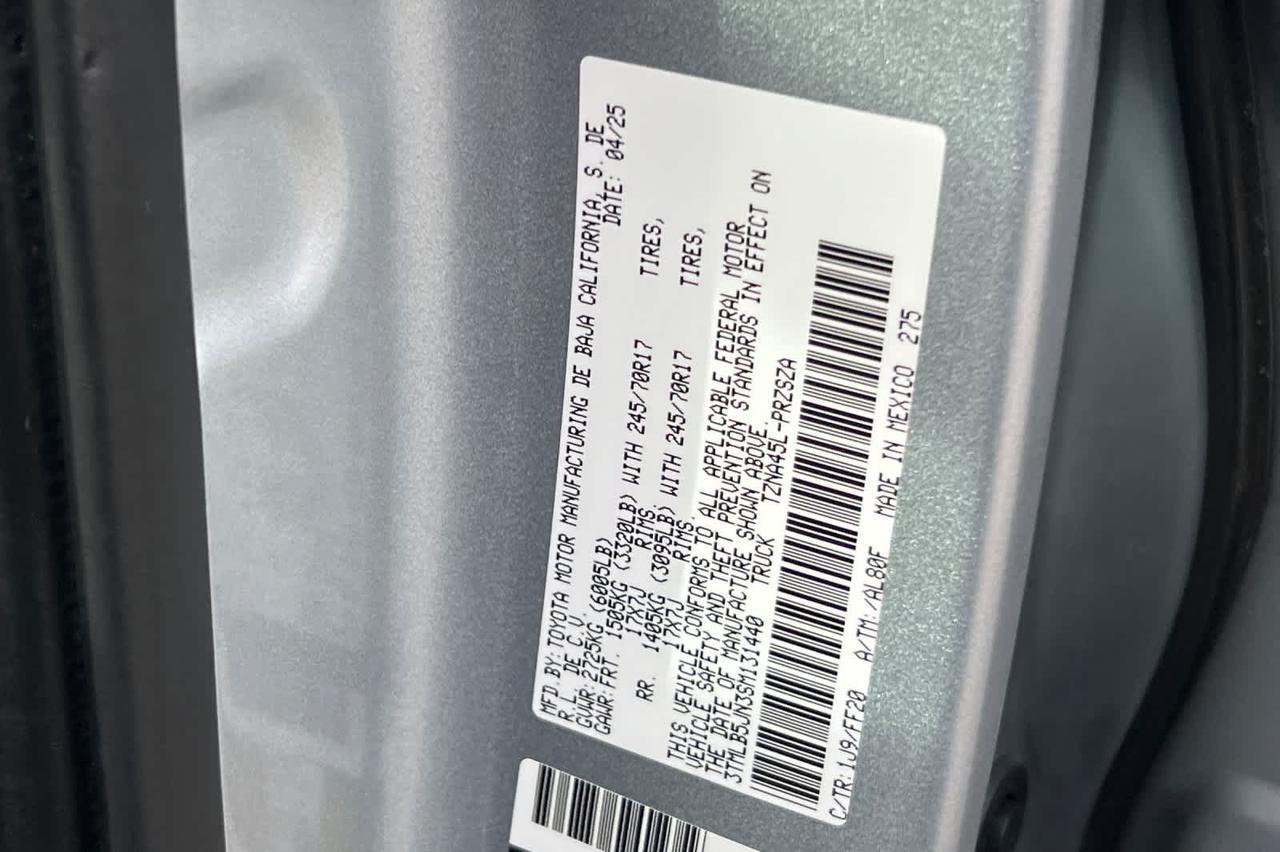 MFD. BY: TOYOTA MOTOR MANUFACTURING DE BAJA CALIFORNIA, S. DE
R. L. DE C. V. DATE: 04/25
GVWR: 2725KG (6005LB)
GAWR: FRT. 1505KG (3320LB) WITH 245/70R17 TIRES,
17X7J RIMS.
RR. 1405KG (3095LB) WITH 245/70R17 TIRES,
17X7J RIMS.
THIS VEHICLE CONFORMS TO ALL APPLICABLE FEDERAL MOTOR
VEHICLE SAFETY AND THEFT PREVENTION STANDARDS IN EFFECT ON
THE DATE OF MANUFACTURE SHOWN ABOVE.
3TMLB5JN3SM131440 TRUCK TZNA45L-PRZSZA
C/TR: 1J9/FF20 A/TM: /AL80F MADE IN MEXICO 275